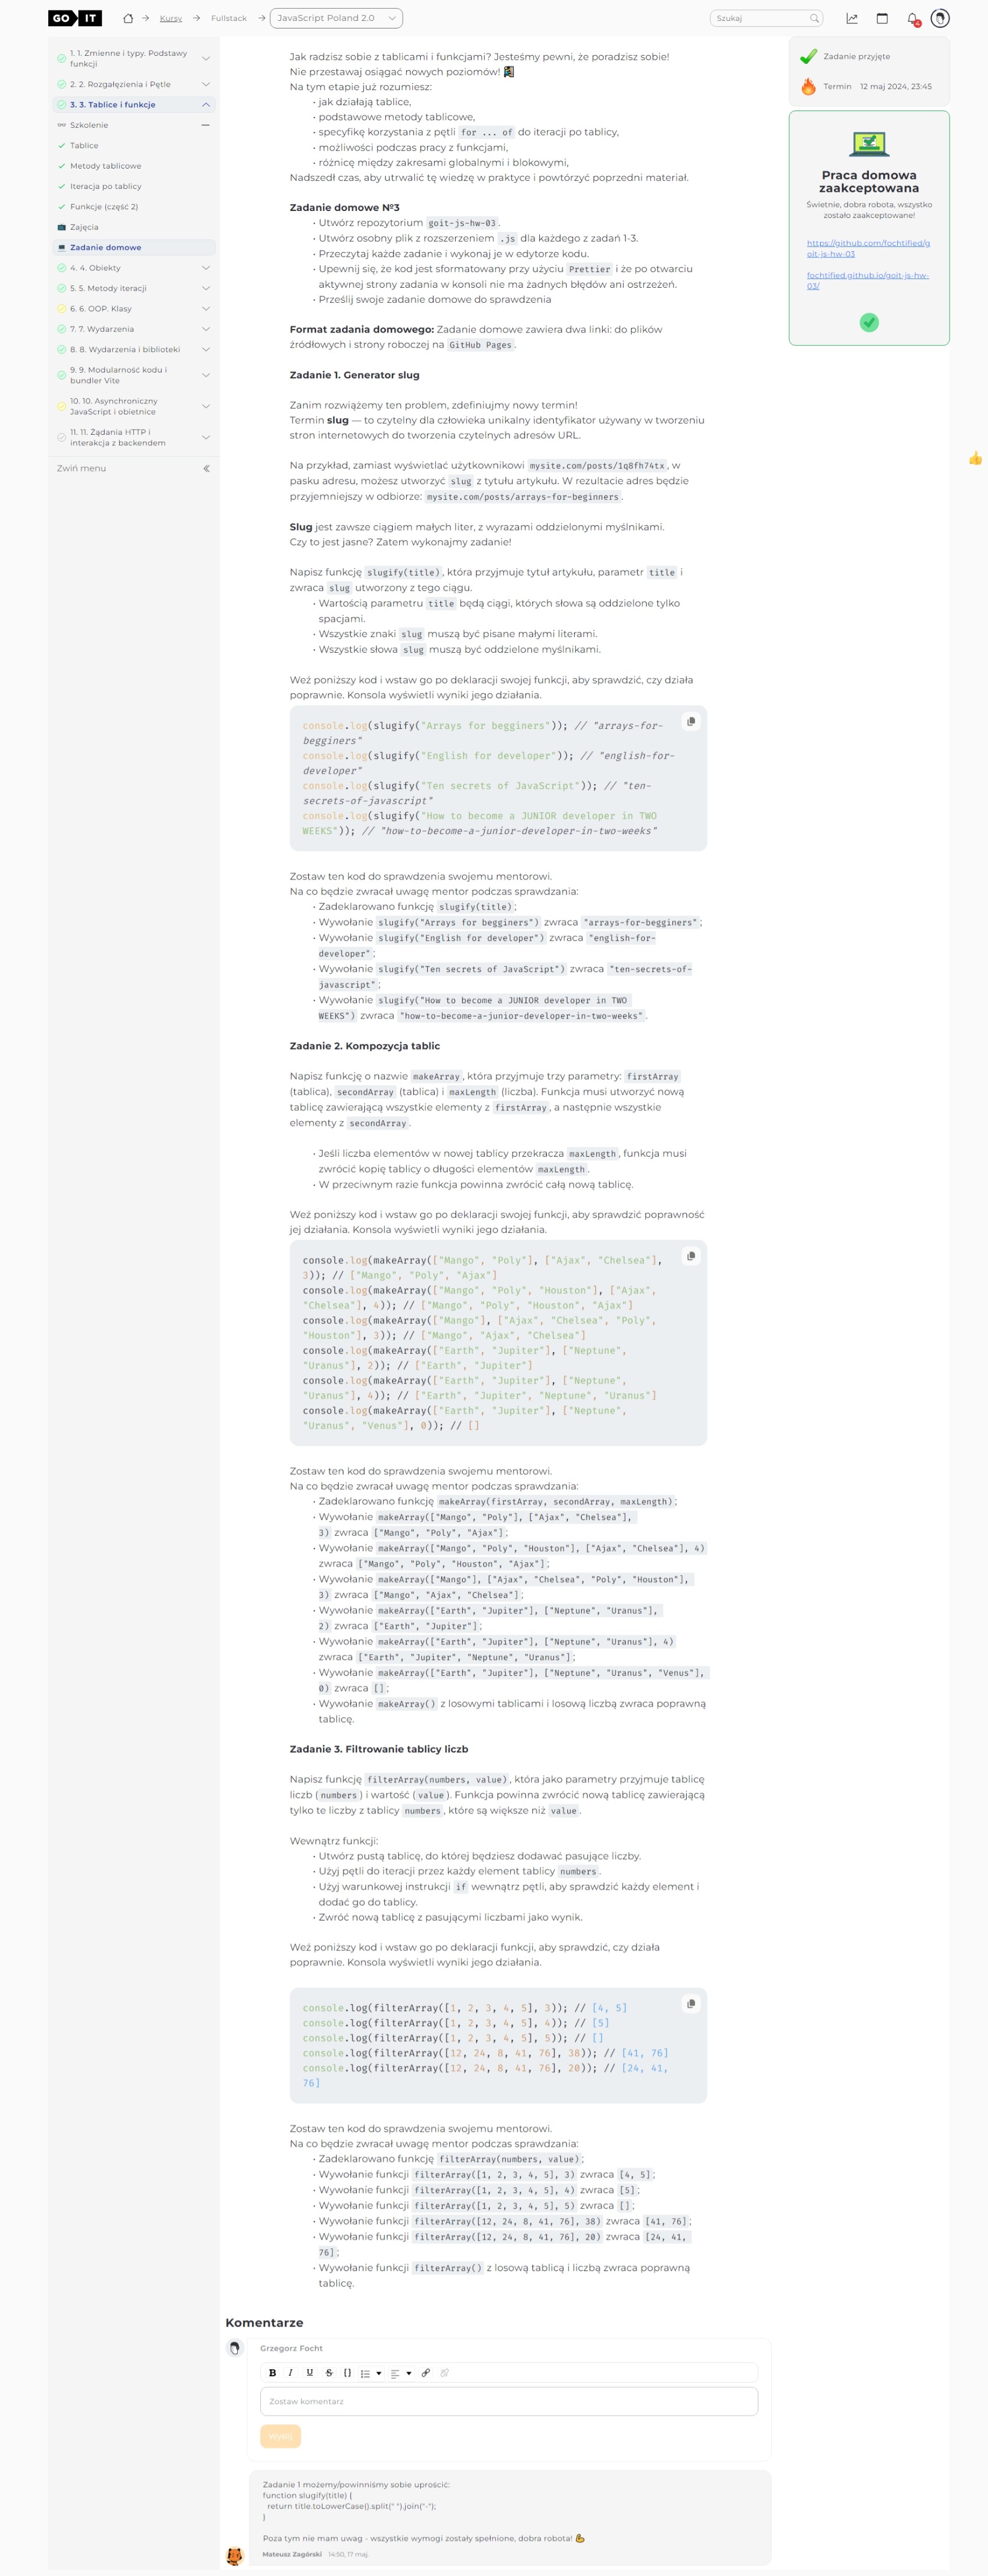 GO IT
Kursy
Fullstack
JavaScript Poland 2.0
Szukaj
4
1. 1. Zmienne i typy. Podstawy
funkcji
2. 2. Rozgałęzienia i Pętle
3. 3. Tablice i funkcje
Szkolenie
Tablice
Metody tablicowe
Iteracja po tablicy
Funkcje (część 2)
Zajęcia
Zadanie domowe
4. 4. Obiekty
5. 5. Metody iteracji
6. 6. OOP. Klasy
7. 7. Wydarzenia
8. 8. Wydarzenia i biblioteki
9. 9. Modularność kodu i
bundler Vite
10. 10. Asynchroniczny
JavaScript i obietnice
11. 11. Żądania HTTP i
interakcja z backendem
Zwiń menu
Jak radzisz sobie z tablicami i funkcjami? Jesteśmy pewni, że poradzisz sobie!
Nie przestawaj osiągać nowych poziomów!
Na tym etapie już rozumiesz:
• jak działają tablice,
• podstawowe metody tablicowe,
• specyfikę korzystania z pętli for ... of do iteracji po tablicy,
• możliwości podczas pracy z funkcjami,
• różnicę między zakresami globalnymi i blokowymi,
Nadszedł czas, aby utrwalić tę wiedzę w praktyce i powtórzyć poprzedni materiał.
Zadanie domowe №3
• Utwórz repozytorium goit-js-hw-03.
• Utwórz osobny plik z rozszerzeniem .js dla każdego z zadań 1-3.
• Przeczytaj każde zadanie i wykonaj je w edytorze kodu.
• Upewnij się, że kod jest sformatowany przy użyciu Prettier i że po otwarciu
aktywnej strony zadania w konsoli nie ma żadnych błędów ani ostrzeżeń.
• Prześlij swoje zadanie domowe do sprawdzenia
Format zadania domowego: Zadanie domowe zawiera dwa linki: do plików
źródłowych i strony roboczej na GitHub Pages.
Zadanie 1. Generator slug
Zanim rozwiążemy ten problem, zdefiniujmy nowy termin!
Termin slug — to czytelny dla człowieka unikalny identyfikator używany w tworzeniu
stron internetowych do tworzenia czytelnych adresów URL.
Na przykład, zamiast wyświetlać użytkownikowi mysite.com/posts/1q8fh74tx, w
pasku adresu, możesz utworzyć slug z tytułu artykułu. W rezultacie adres będzie
przyjemniejszy w odbiorze: mysite.com/posts/arrays-for-beginners.
Slug jest zawsze ciągiem małych liter, z wyrazami oddzielonymi myślnikami.
Czy to jest jasne? Zatem wykonajmy zadanie!
Napisz funkcję slugify(title), która przyjmuje tytuł artykułu, parametr title i
zwraca slug utworzony z tego ciągu.
• Wartością parametru title będą ciągi, których słowa są oddzielone tylko
spacjami.
• Wszystkie znaki slug muszą być pisane małymi literami.
• Wszystkie słowa slug muszą być oddzielone myślnikami.
Weź poniższy kod i wstaw go po deklaracji swojej funkcji, aby sprawdzić, czy działa
poprawnie. Konsola wyświetli wyniki jego działania.
console.log(slugify("Arrays for begginers")); // "arrays-for-
begginers"
console.log(slugify("English for developer")); // "english-for-
developer"
console.log(slugify("Ten secrets of JavaScript")); // "ten-
secrets-of-javascript"
console.log(slugify("How to become a JUNIOR developer in TWO
WEEKS")); // "how-to-become-a-junior-developer-in-two-weeks"
Zostaw ten kod do sprawdzenia swojemu mentorowi.
Na co będzie zwracał uwagę mentor podczas sprawdzania:
• Zadeklarowano funkcję slugify(title);
• Wywołanie slugify("Arrays for begginers") zwraca "arrays-for-begginers";
• Wywołanie slugify("English for developer") zwraca "english-for-
developer";
• Wywołanie slugify("Ten secrets of JavaScript") zwraca "ten-secrets-of-
javascript";
• Wywołanie slugify("How to become a JUNIOR developer in TWO
WEEKS") zwraca "how-to-become-a-junior-developer-in-two-weeks".
Zadanie 2. Kompozycja tablic
Napisz funkcję o nazwie makeArray, która przyjmuje trzy parametry: firstArray
(tablica), secondArray (tablica) i maxLength (liczba). Funkcja musi utworzyć nową
tablicę zawierającą wszystkie elementy z firstArray, a następnie wszystkie
elementy z secondArray.
• Jeśli liczba elementów w nowej tablicy przekracza maxLength, funkcja musi
zwrócić kopię tablicy o długości elementów maxLength.
• W przeciwnym razie funkcja powinna zwrócić całą nową tablicę.
Weź poniższy kod i wstaw go po deklaracji swojej funkcji, aby sprawdzić poprawność
jej działania. Konsola wyświetli wyniki jego działania.
console.log(makeArray(["Mango", "Poly"], ["Ajax", "Chelsea"],
3)); // ["Mango", "Poly", "Ajax"]
console.log(makeArray(["Mango", "Poly", "Houston"], ["Ajax",
"Chelsea"], 4)); // ["Mango", "Poly", "Houston", "Ajax"]
console.log(makeArray(["Mango"], ["Ajax", "Chelsea", "Poly",
"Houston"], 3)); // ["Mango", "Ajax", "Chelsea"]
console.log(makeArray(["Earth", "Jupiter"], ["Neptune",
"Uranus"], 2)); // ["Earth", "Jupiter"]
console.log(makeArray(["Earth", "Jupiter"], ["Neptune",
"Uranus"], 4)); // ["Earth", "Jupiter", "Neptune", "Uranus"]
console.log(makeArray(["Earth", "Jupiter"], ["Neptune",
"Uranus", "Venus"], 0)); // []
Zostaw ten kod do sprawdzenia swojemu mentorowi.
Na co będzie zwracał uwagę mentor podczas sprawdzania:
• Zadeklarowano funkcję makeArray(firstArray, secondArray, maxLength);
• Wywołanie makeArray(["Mango", "Poly"], ["Ajax", "Chelsea"],
3) zwraca ["Mango", "Poly", "Ajax"];
• Wywołanie makeArray(["Mango", "Poly", "Houston"], ["Ajax", "Chelsea"], 4)
zwraca ["Mango", "Poly", "Houston", "Ajax"];
• Wywołanie makeArray(["Mango"], ["Ajax", "Chelsea", "Poly", "Houston"],
3) zwraca ["Mango", "Ajax", "Chelsea"];
• Wywołanie makeArray(["Earth", "Jupiter"], ["Neptune", "Uranus"],
2) zwraca ["Earth", "Jupiter"];
• Wywołanie makeArray(["Earth", "Jupiter"], ["Neptune", "Uranus"], 4)
zwraca ["Earth", "Jupiter", "Neptune", "Uranus"];
• Wywołanie makeArray(["Earth", "Jupiter"], ["Neptune", "Uranus", "Venus"],
0) zwraca [];
• Wywołanie makeArray() z losowymi tablicami i losową liczbą zwraca poprawną
tablicę.
Zadanie 3. Filtrowanie tablicy liczb
Napisz funkcję filterArray(numbers, value), która jako parametry przyjmuje tablicę
liczb (numbers) i wartość (value). Funkcja powinna zwrócić nową tablicę zawierającą
tylko te liczby z tablicy numbers, które są większe niż value.
Wewnątrz funkcji:
• Utwórz pustą tablicę, do której będziesz dodawać pasujące liczby.
• Użyj pętli do iteracji przez każdy element tablicy numbers.
• Użyj warunkowej instrukcji if wewnątrz pętli, aby sprawdzić każdy element i
dodać go do tablicy.
• Zwróć nową tablicę z pasującymi liczbami jako wynik.
Weź poniższy kod i wstaw go po deklaracji funkcji, aby sprawdzić, czy działa
poprawnie. Konsola wyświetli wyniki jego działania.
console.log(filterArray([1, 2, 3, 4, 5], 3)); // [4, 5]
console.log(filterArray([1, 2, 3, 4, 5], 4)); // [5]
console.log(filterArray([1, 2, 3, 4, 5], 5)); // []
console.log(filterArray([12, 24, 8, 41, 76], 38)); // [41, 76]
console.log(filterArray([12, 24, 8, 41, 76], 20)); // [24, 41,
76]
Zostaw ten kod do sprawdzenia swojemu mentorowi.
Na co będzie zwracał uwagę mentor podczas sprawdzania:
• Zadeklarowano funkcję filterArray(numbers, value);
• Wywołanie funkcji filterArray([1, 2, 3, 4, 5], 3) zwraca [4, 5];
• Wywołanie funkcji filterArray([1, 2, 3, 4, 5], 4) zwraca [5];
• Wywołanie funkcji filterArray([1, 2, 3, 4, 5], 5) zwraca [];
• Wywołanie funkcji filterArray([12, 24, 8, 41, 76], 38) zwraca [41, 76];
• Wywołanie funkcji filterArray([12, 24, 8, 41, 76], 20) zwraca [24, 41,
76];
• Wywołanie funkcji filterArray() z losową tablicą i liczbą zwraca poprawną
tablicę.
Zadanie przyjęte
Termin 12 maj 2024, 23:45
Praca domowa
zaakceptowana
Świetnie, dobra robota, wszystko
zostało zaakceptowane!
https://github.com/fochtified/g
oit-js-hw-03
fochtified.github.io/goit-js-hw-
03/
Komentarze
Grzegorz Focht
B I U S {}
Zostaw komentarz
Wyślij
Zadanie 1 możemy/powinniśmy sobie uprościć:
function slugify(title) {
return title.toLowerCase().split(" ").join("-");
}
Poza tym nie mam uwag - wszystkie wymogi zostały spełnione, dobra robota!
Mateusz Zagórski 14:50, 17 maj.